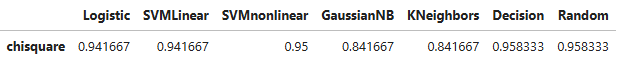 Logistic SVMLinear SVMnonlinear GaussianNB KNeighbors Decision Random
chisquare 0.941667 0.941667 0.95 0.841667 0.841667 0.958333 0.958333